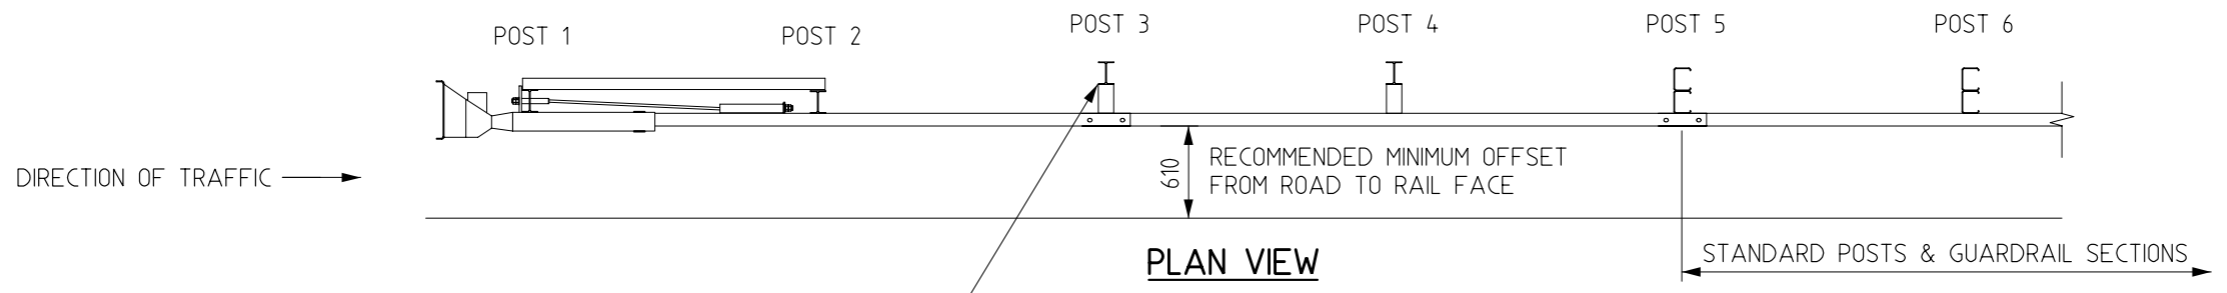 POST 1
POST 2
POST 3
POST 4
POST 5
POST 6
DIRECTION OF TRAFFIC
610
RECOMMENDED MINIMUM OFFSET
FROM ROAD TO RAIL FACE
PLAN VIEW
STANDARD POSTS & GUARDRAIL SECTIONS